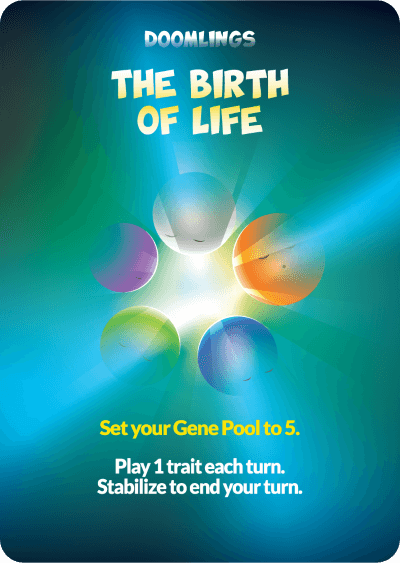 DOOMLINGS
THE BIRTH
OF LIFE
Set your Gene Pool to 5.
Play 1 trait each turn.
Stabilize to end your turn.